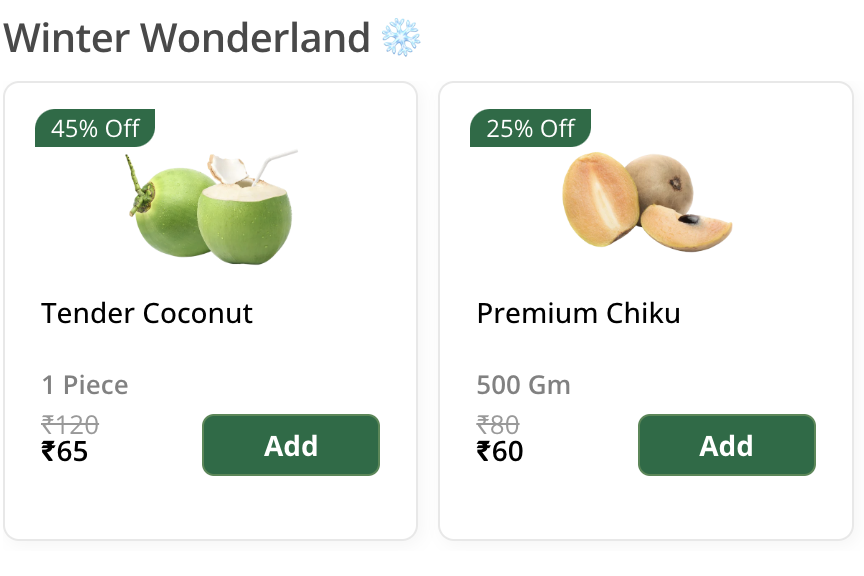 Winter Wonderland ❄️
45% Off
25% Off
Tender Coconut
Premium Chiku
1 Piece
500 Gm
₹120
₹80
₹65
Add
₹60
Add